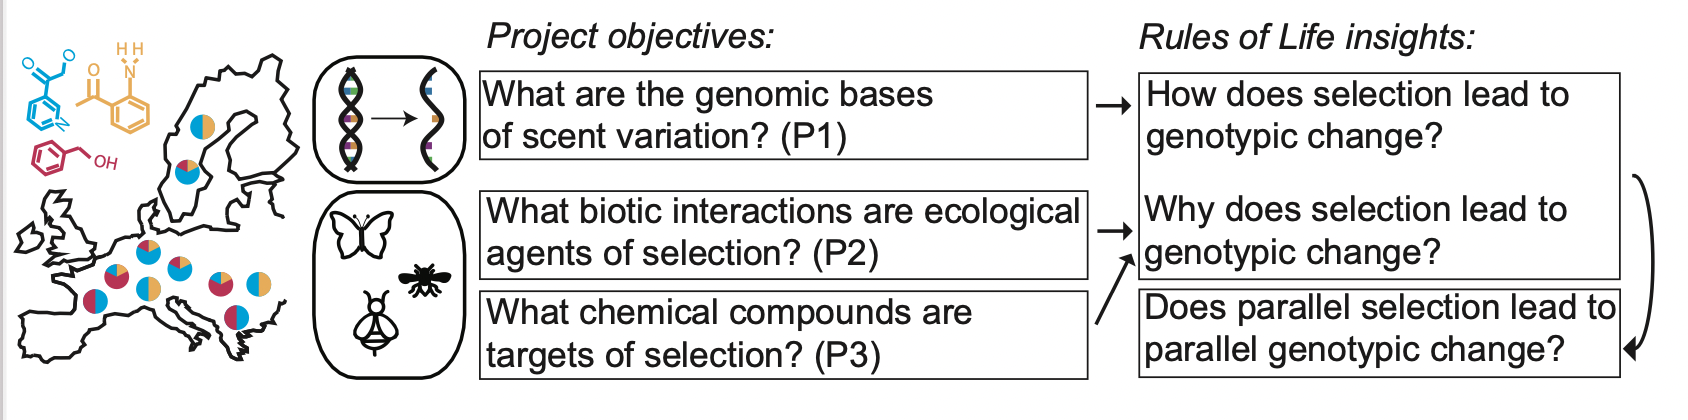 Project objectives:
Rules of Life insights:
O
O
O
H H
N
N
OH
What are the genomic bases
of scent variation? (P1)
How does selection lead to
genotypic change?
What biotic interactions are ecological
agents of selection? (P2)
Why does selection lead to
genotypic change?
What chemical compounds are
targets of selection? (P3)
Does parallel selection lead to
parallel genotypic change?